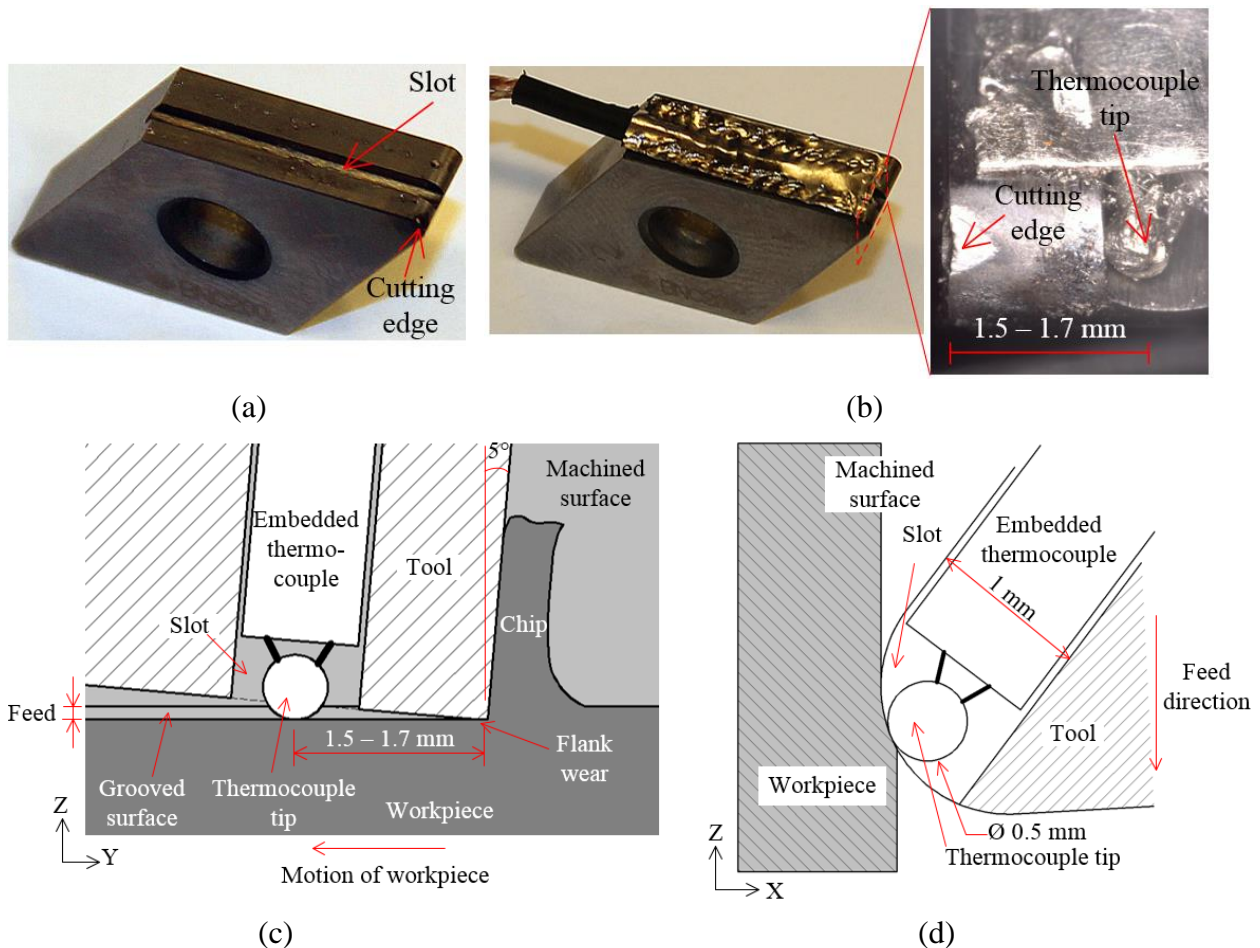 Slot
Cutting
edge
Thermocouple
tip
Cutting
edge
1.5 – 1.7 mm
(a)
(b)
5°
Machined
surface
Embedded
thermo-
couple
Tool
Slot
Chip
Feed
1.5 – 1.7 mm
Flank
wear
Grooved
surface
Thermocouple
tip
Workpiece
Z
Y
Motion of workpiece
(c)
Machined
surface
Slot
Embedded
thermocouple
1 mm
Feed
direction
Tool
Workpiece
Ø 0.5 mm
Thermocouple tip
Z
X
(d)